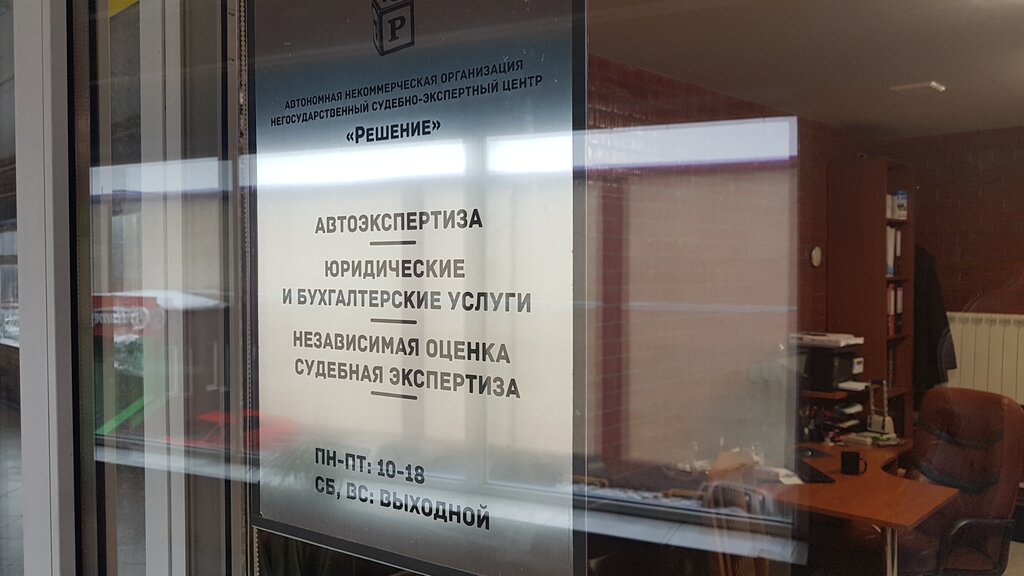 Р
АВТОНОМНАЯ НЕКОММЕРЧЕСКАЯ ОРГАНИЗАЦИЯ
НЕГОСУДАРСТВЕННЫЙ СУДЕБНО-ЭКСПЕРТНЫЙ ЦЕНТР
«РЕШЕНИЕ»
АВТОЭКСПЕРТИЗА
ЮРИДИЧЕСКИЕ
И БУХГАЛТЕРСКИЕ УСЛУГИ
НЕЗАВИСИМАЯ ОЦЕНКА
СУДЕБНАЯ ЭКСПЕРТИЗА
ПН-ПТ: 10-18
СБ, ВС: ВЫХОДНОЙ